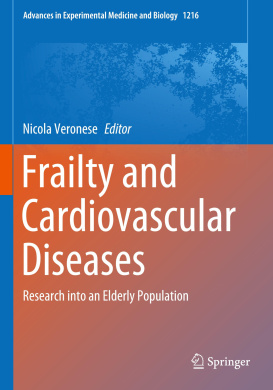 Advances in Experimental Medicine and Biology 1216
Nicola Veronese Editor
Frailty and
Cardiovascular
Diseases
Research into an Elderly Population
Springer